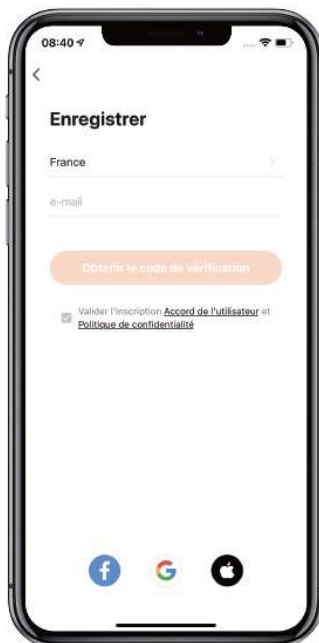 08:40
Enregistrer
France
e-mail
Obtenir le code de vérification
Valider l'inscription Accord de l'utilisateur et
Politique de confidentialité